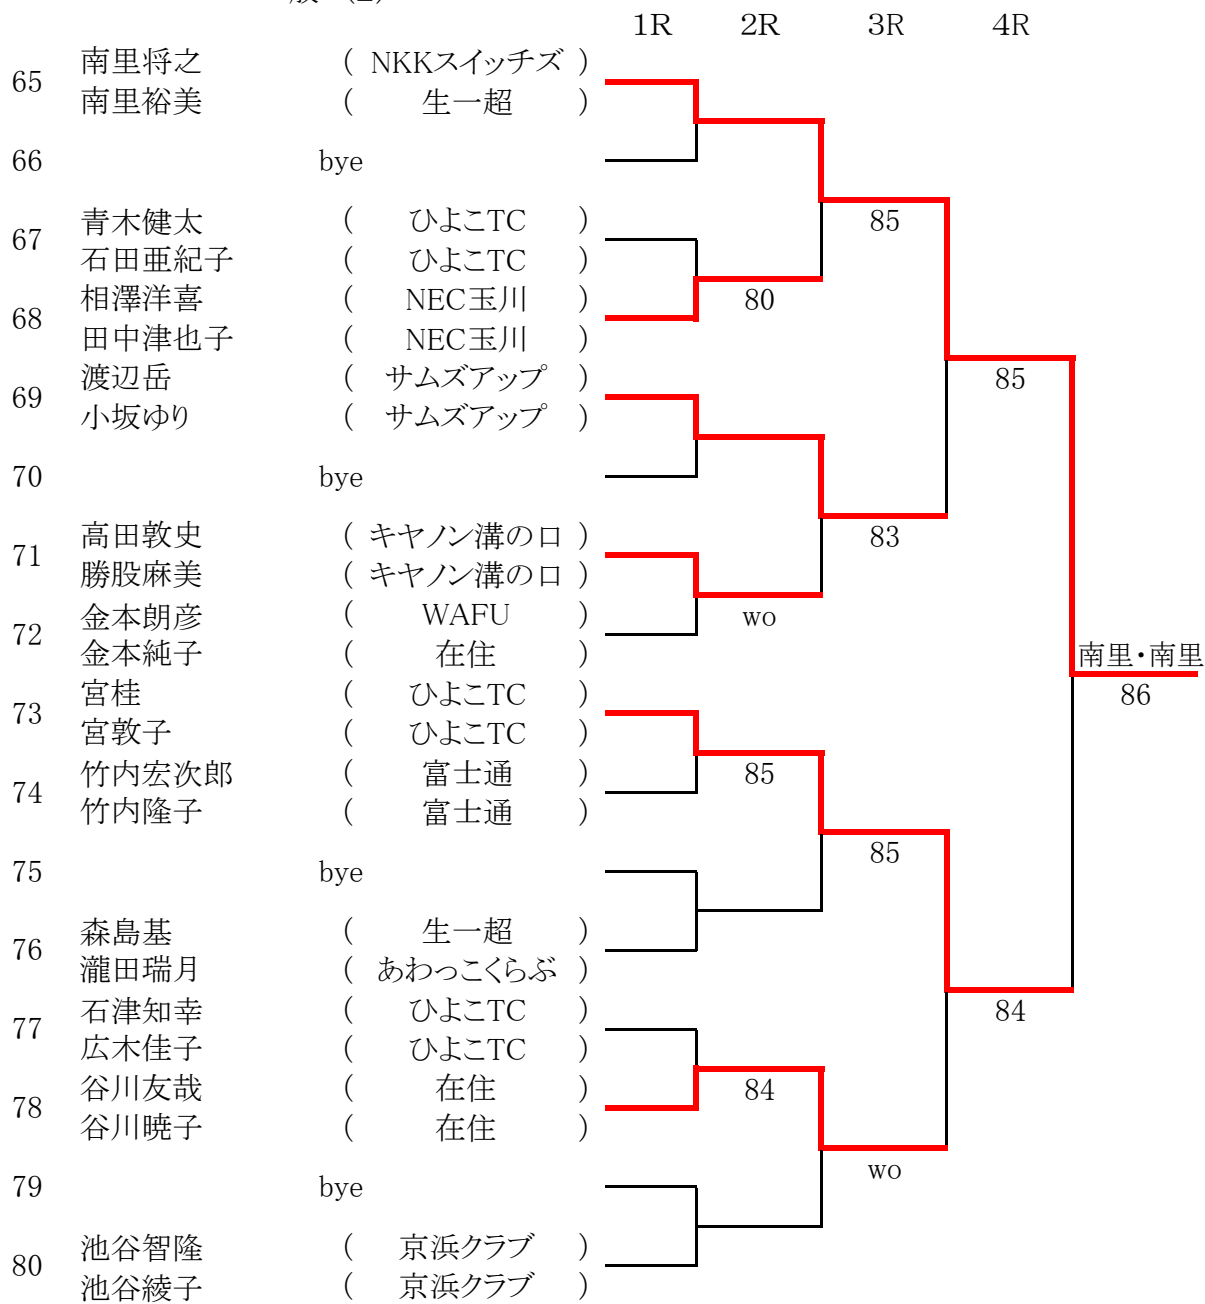 1R 2R 3R 4R
65 南里将之 ( NKKスイッチズ )
南里裕美 ( 生一超 )
66 bye
67 青木健太 ( ひよこTC )
石田亜紀子 ( ひよこTC )
85
68 相澤洋喜 ( NEC玉川 )
田中津也子 ( NEC玉川 )
80
69 渡辺岳 ( サムズアップ )
小坂ゆり ( サムズアップ )
85
70 bye
71 高田敦史 ( キヤノン溝の口 )
勝股麻美 ( キヤノン溝の口 )
83
72 金本朗彦 ( WAFU )
金本純子 ( 在住 )
wo
南里・南里
86
73 宮桂 ( ひよこTC )
宮敦子 ( ひよこTC )
74 竹内宏次郎 ( 富士通 )
竹内隆子 ( 富士通 )
85
75 bye
85
76 森島基 ( 生一超 )
瀧田瑞月 ( あわっこくらぶ )
77 石津知幸 ( ひよこTC )
広木佳子 ( ひよこTC )
84
78 谷川友哉 ( 在住 )
谷川暁子 ( 在住 )
84
79 bye
wo
80 池谷智隆 ( 京浜クラブ )
池谷綾子 ( 京浜クラブ )